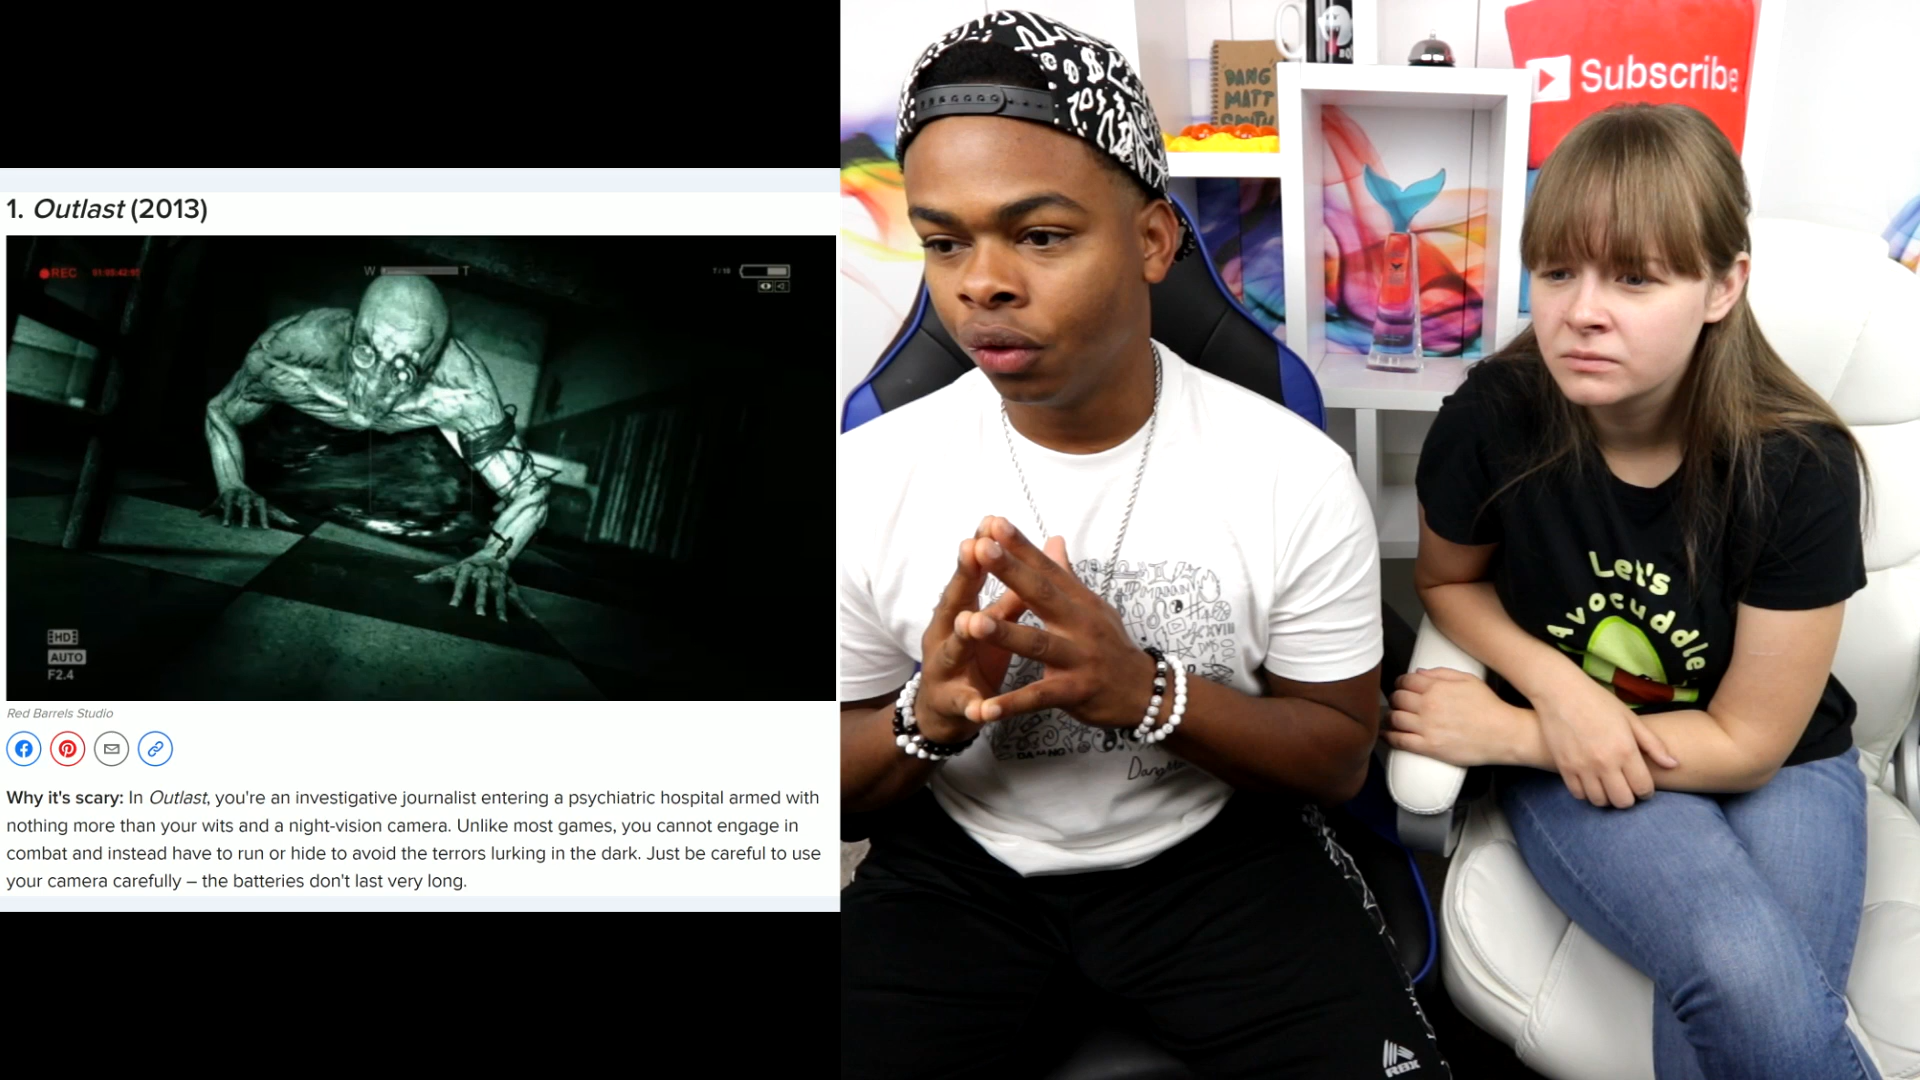 1. Outlast (2013)
REC
W T
HD
AUTO
F2.4
Red Barrels Studio
Why it's scary: In Outlast, you're an investigative journalist entering a psychiatric hospital armed with
nothing more than your wits and a night-vision camera. Unlike most games, you cannot engage in
combat and instead have to run or hide to avoid the terrors lurking in the dark. Just be careful to use
your camera carefully – the batteries don't last very long.
DANG
MATT
SMITH
Subscribe
Let's
Avocuddle
XVIII
RBX